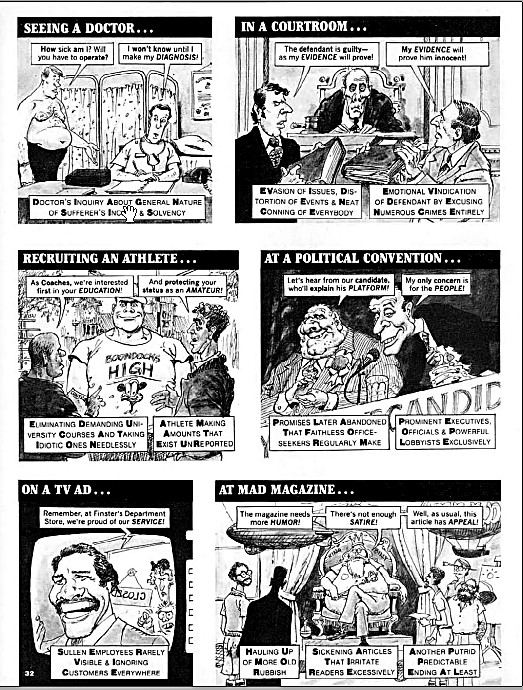 SEEING A DOCTOR...
How sick am I? Will
you have to operate?
I won't know until I
make my DIAGNOSIS!
DOCTOR'S INQUIRY ABOUT GENERAL NATURE
OF SUFFERER'S INCO & SOLVENCY
IN A COURTROOM...
The defendant is guilty—
as my EVIDENCE will prove!
My EVIDENCE will
prove him innocent!
EVASION OF ISSUES, DIS-
TORTION OF EVENTS & NEAT
CONNING OF EVERYBODY
EMOTIONAL VINDICATION
OF DEFENDANT BY EXCUSING
NUMEROUS CRIMES ENTIRELY
RECRUITING AN ATHLETE...
As Coaches, we're interested
first in your EDUCATION!
And protecting your
status as an AMATEUR!
BOONDOCKS
HIGH
ELIMINATING DEMANDING UNI-
VERSITY COURSES AND TAKING
IDIOTIC ONES NEEDLESSLY
ATHLETE MAKING
AMOUNTS THAT
EXIST UNREPORTED
AT A POLITICAL CONVENTION...
Let's hear from our candidate,
who'll explain his PLATFORM!
My only concern is
for the PEOPLE!
CANDID
PROMISES LATER ABANDONED
THAT FAITHLESS OFFICE-
SEEKERS REGULARLY MAKE
PROMINENT EXECUTIVES,
OFFICIALS & POWERFUL
LOBBYISTS EXCLUSIVELY
ON A TV AD...
Remember, at Finster's Department
Store, we're proud of our SERVICE!
CLOSED
SULLEN EMPLOYEES RARELY
VISIBLE & IGNORING
CUSTOMERS EVERYWHERE
AT MAD MAGAZINE...
The magazine needs
more HUMOR!
There's not enough
SATIRE!
Well, as usual, this
article has APPEAL!
HAULING UP
OF MORE OLD
RUBBISH
SICKENING ARTICLES
THAT IRRITATE
READERS EXCESSIVELY
ANOTHER PUTRID
PREDICTABLE
ENDING AT LEAST
32